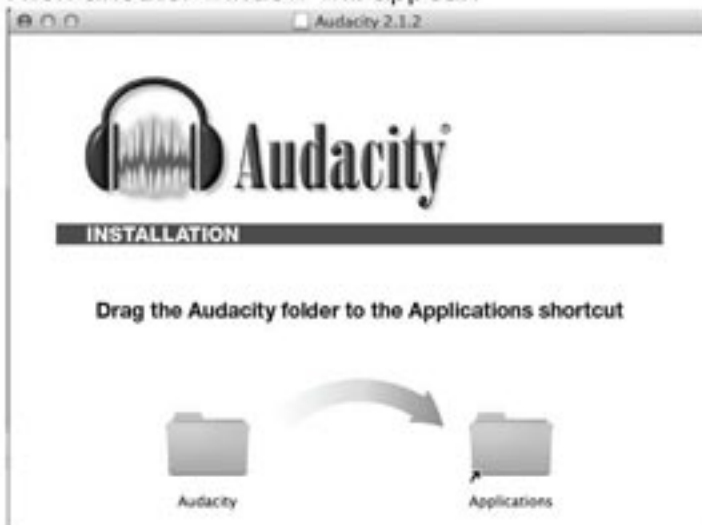 Audacity 2.1.2
Audacity®
INSTALLATION
Drag the Audacity folder to the Applications shortcut
Audacity
Applications